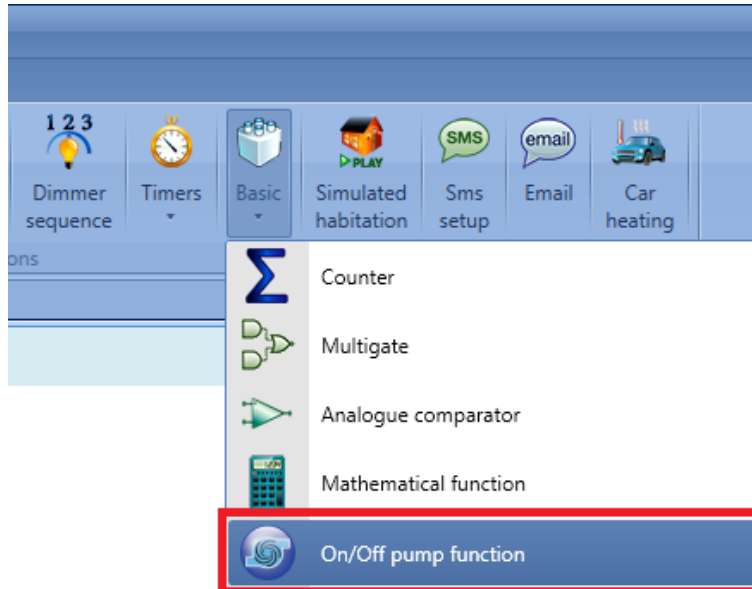 1 2 3
PLAY
SMS
email
Dimmer
sequence
Timers
Basic
Simulated
habitation
Sms
setup
Email
Car
heating
ons
Counter
Multigate
Analogue comparator
Mathematical function
On/Off pump function